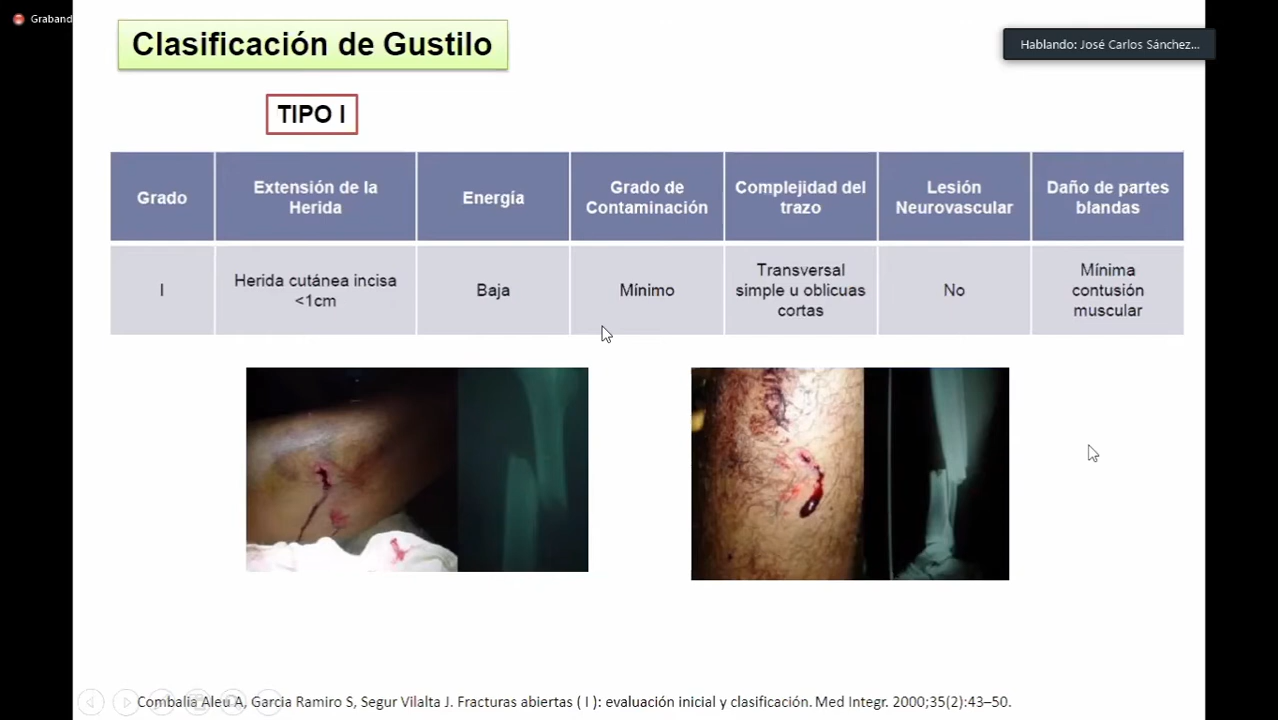 Graband
Clasificación de Gustilo
Hablando: José Carlos Sánchez...
TIPO I
Grado
Extensión de la
Herida
Energía
Grado de
Contaminación
Complejidad del
trazo
Lesión
Neurovascular
Daño de partes
blandas
I
Herida cutánea incisa
<1cm
Baja
Mínimo
Transversal
simple u oblicuas
cortas
No
Mínima
contusión
muscular
Combalia Aleu A, Garcia Ramiro S, Segur Vilalta J. Fracturas abiertas ( I ): evaluación inicial y clasificación. Med Integr. 2000;35(2):43–50.